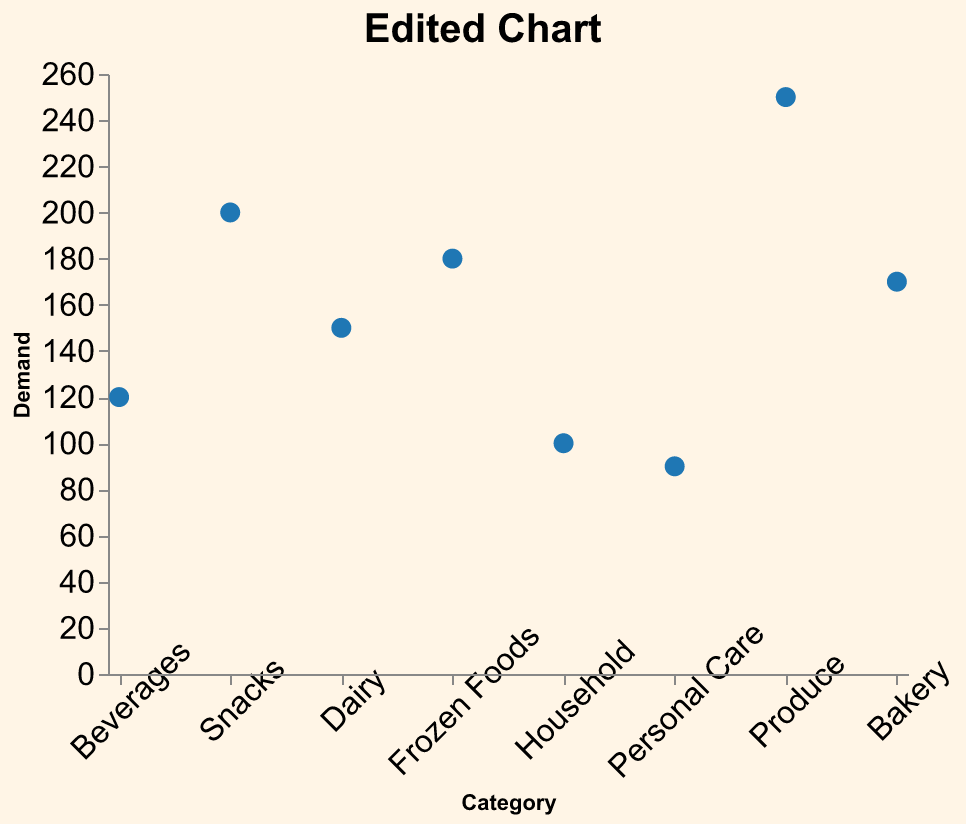 Edited Chart
260
240
220
200
180
160
140
120
100
80
60
40
20
0
Demand
Beverages
Snacks
Dairy
Frozen Foods
Household
Personal Care
Produce
Bakery
Category